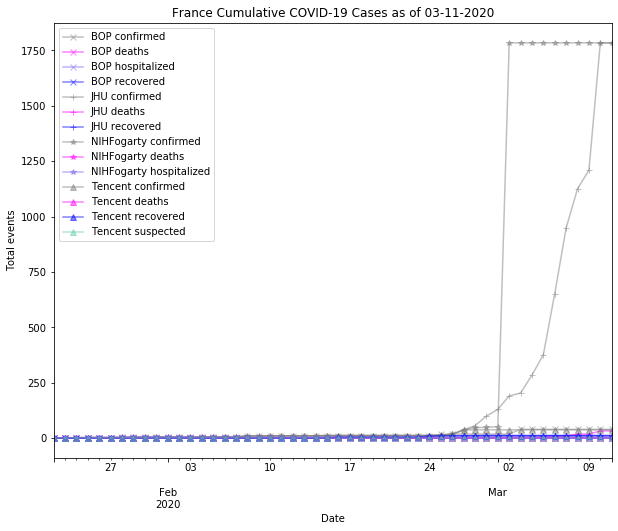 France Cumulative COVID-19 Cases as of 03-11-2020
BOP confirmed
BOP deaths
BOP hospitalized
BOP recovered
JHU confirmed
JHU deaths
JHU recovered
NIHFogarty confirmed
NIHFogarty deaths
NIHFogarty hospitalized
Tencent confirmed
Tencent deaths
Tencent recovered
Tencent suspected
Total events
1750
1500
1250
1000
750
500
250
0
27 03 10 17 24 02 09
Feb Mar
2020
Date